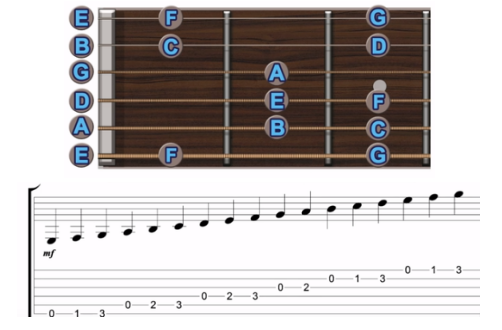 E F G
B C D
G A
D E F
A B C
E F G
mf
0 1 3
0 1 3
0 2
0 2 3
0 2 3
0 1 3